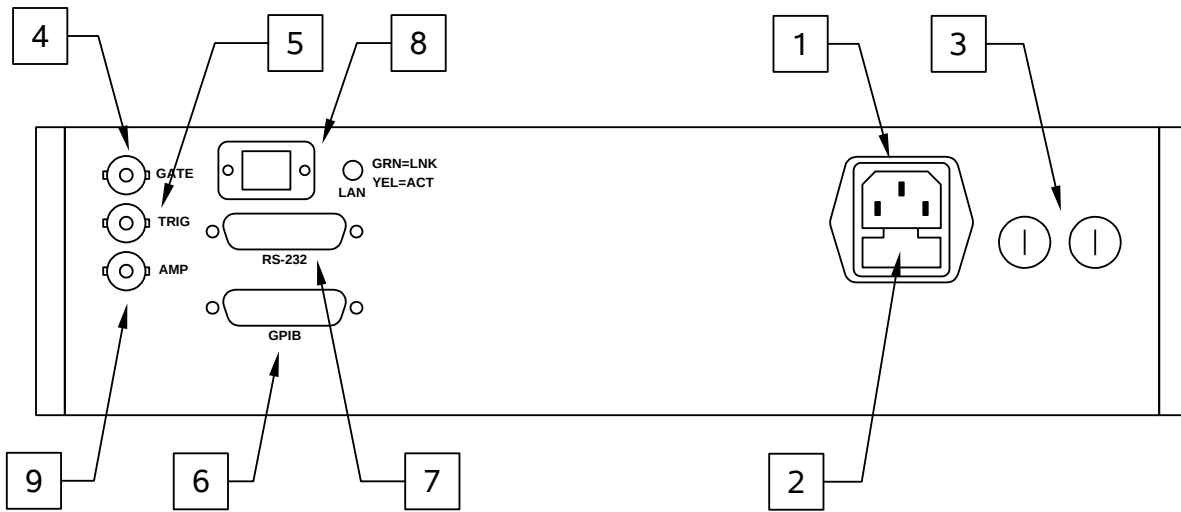 4
5
8
1
3
GATE
GRN=LNK
YEL=ACT
LAN
TRIG
RS-232
AMP
GPIB
9
6
7
2